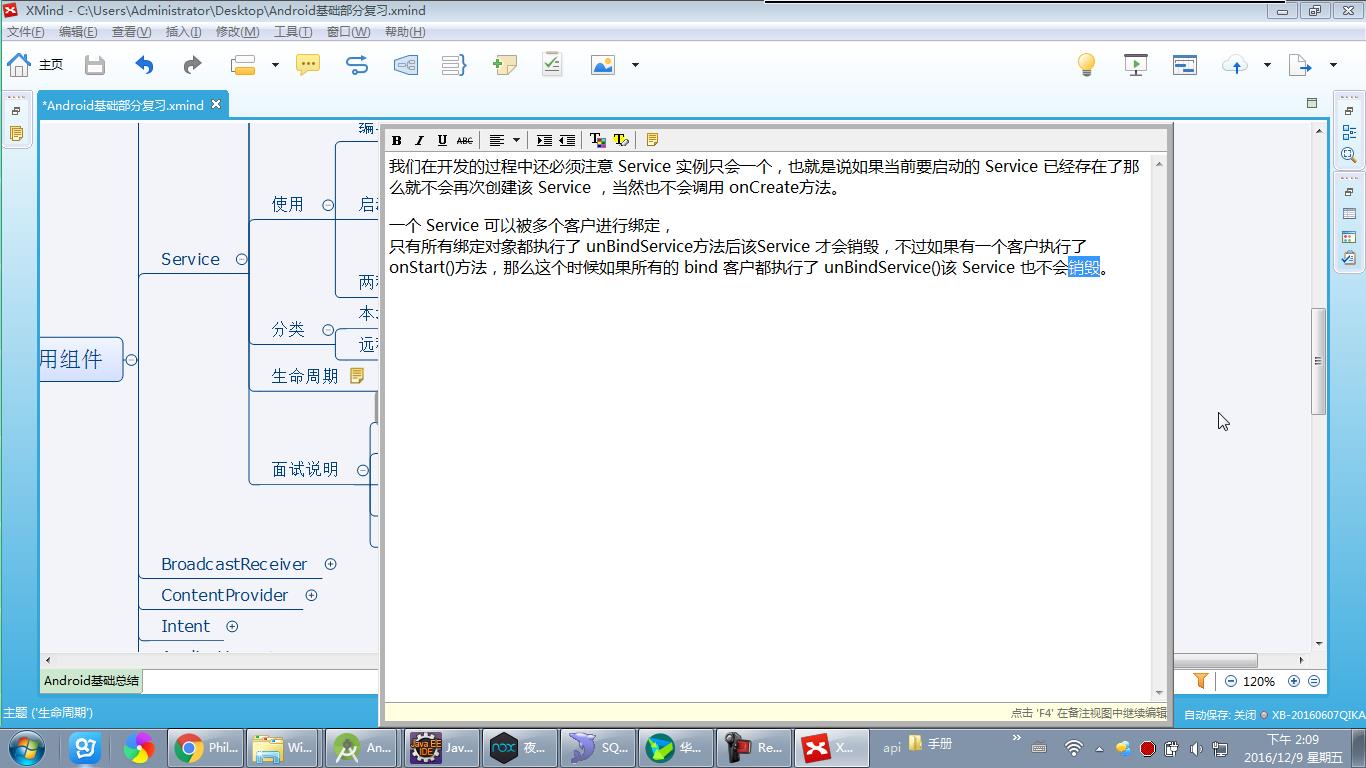 XMind - C:\Users\Administrator\Desktop\Android基础部分复习.xmind
文件(F) 编辑(E) 查看(V) 插入(I) 修改(M) 工具(T) 窗口(W) 帮助(H)
主页
*Android基础部分复习.xmind
B I U ABC
我们在开发的过程中还必须注意 Service 实例只会一个，也就是说如果当前要启动的 Service 已经存在了那
么就不会再次创建该 Service ，当然也不会调用 onCreate方法。
一个 Service 可以被多个客户进行绑定，
只有所有绑定对象都执行了 unBindService方法后该Service 才会销毁，不过如果有一个客户执行了
onStart()方法，那么这个时候如果所有的 bind 客户都执行了 unBindService()该 Service 也不会销毁。
使用
Service
分类
本
远
用组件
生命周期
面试说明
BroadcastReceiver
ContentProvider
Intent
Android基础总结
120%
点击 'F4' 在备注视图中继续编辑
主题 ('生命周期')
自动保存: 关闭 XB-20160607QIKA
Phil... Wi... An... Jav... 夜... SQ... 华... Re... X...
api 手册 »
下午 2:09
2016/12/9 星期五